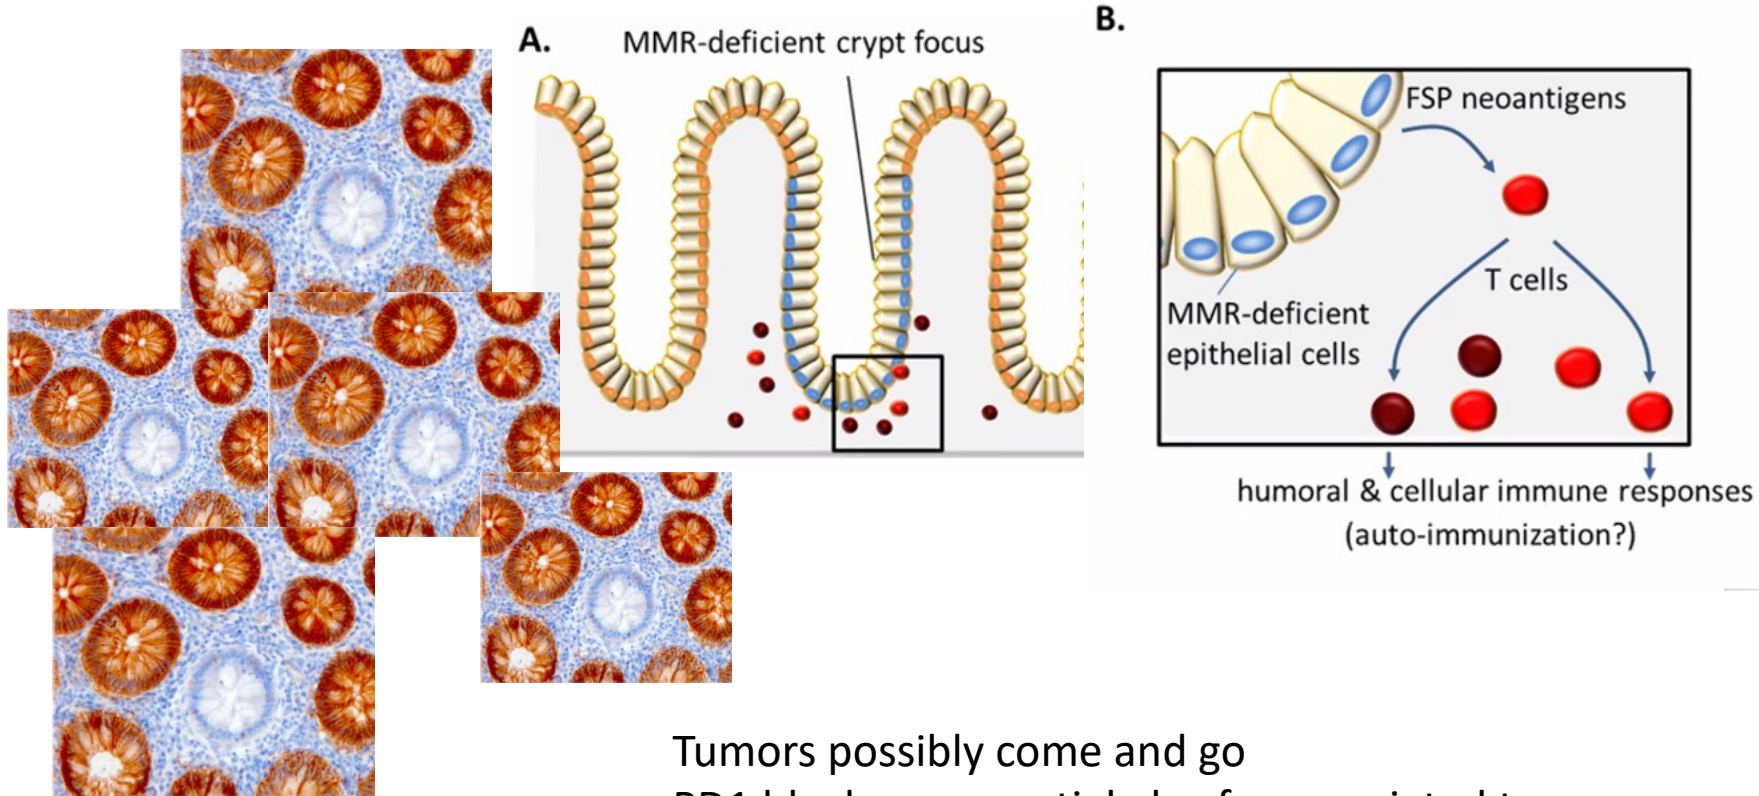 A.
MMR-deficient crypt focus
B.
FSP neoantigens
T cells
MMR-deficient
epithelial cells
humoral & cellular immune responses
(auto-immunization?)
Tumors possibly come and go